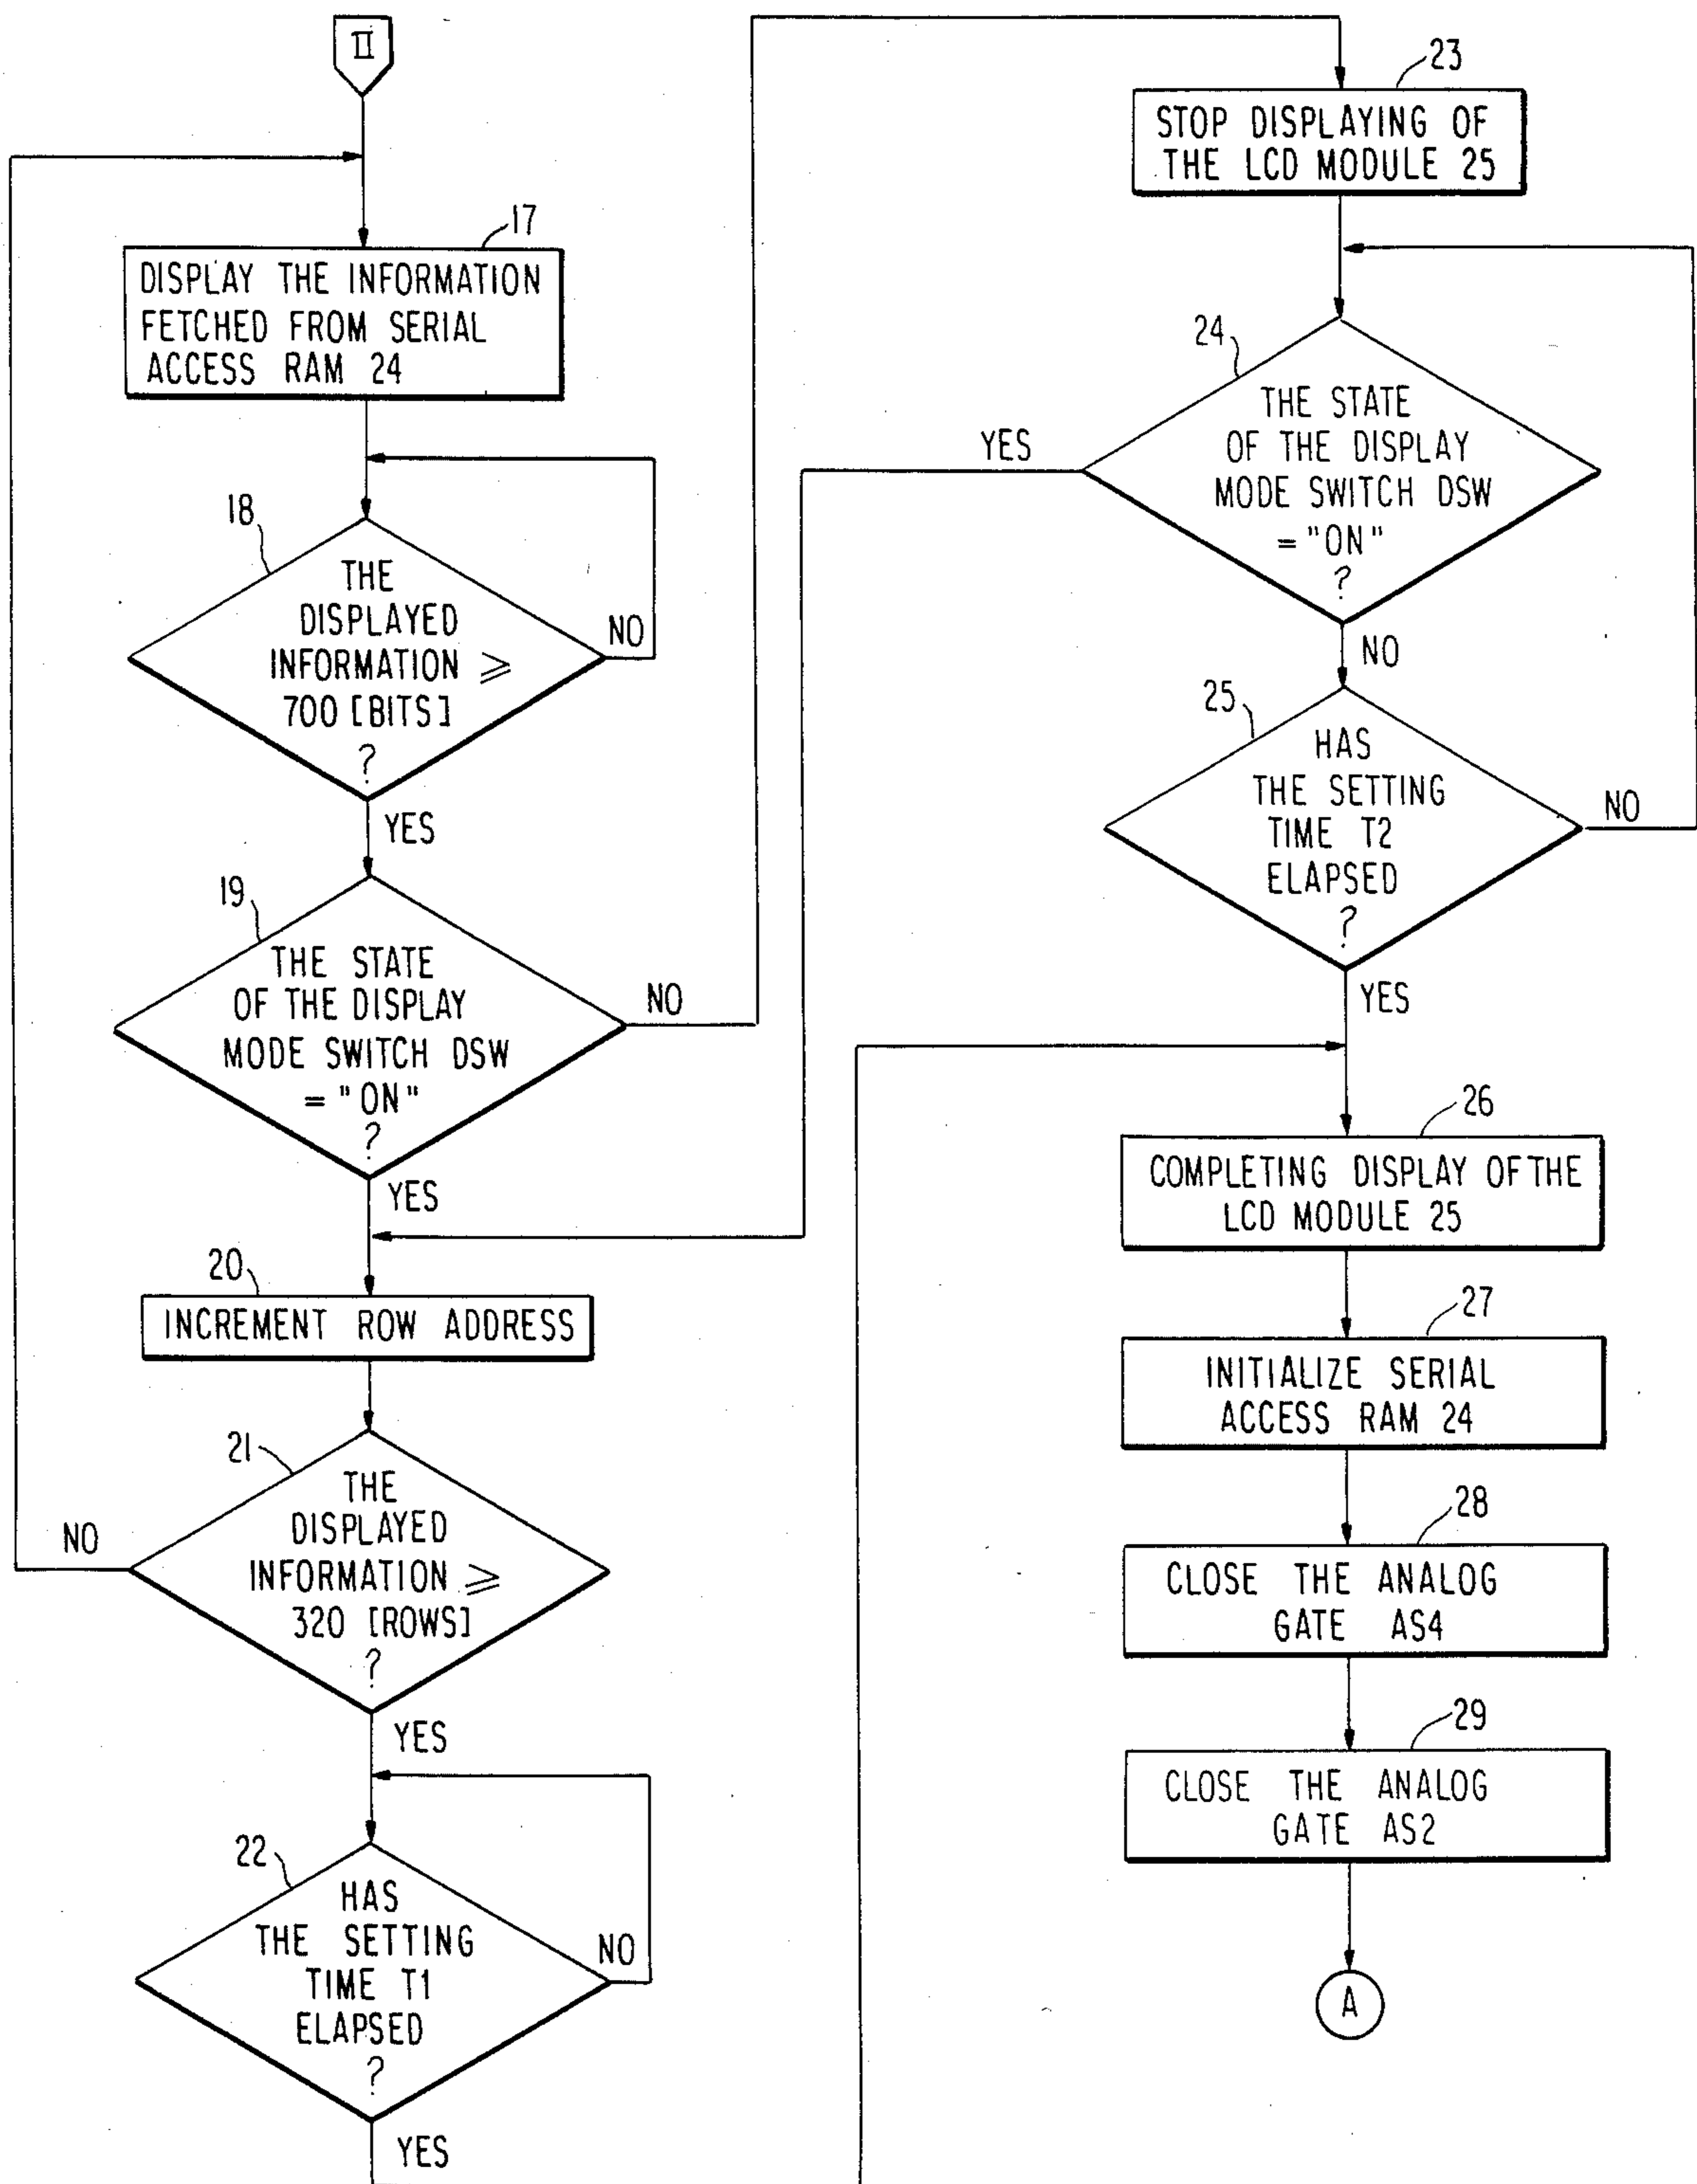 II
17
DISPLAY THE INFORMATION
FETCHED FROM SERIAL
ACCESS RAM 24
18
THE
DISPLAYED
INFORMATION ≥
700 [BITS]
?
NO
YES
19
THE STATE
OF THE DISPLAY
MODE SWITCH DSW
= "ON"
?
NO
YES
20
INCREMENT ROW ADDRESS
21
THE
DISPLAYED
INFORMATION ≥
320 [ROWS]
?
NO
YES
22
HAS
THE SETTING
TIME T1
ELAPSED
?
NO
YES
23
STOP DISPLAYING OF
THE LCD MODULE 25
24
THE STATE
OF THE DISPLAY
MODE SWITCH DSW
= "ON"
?
YES
NO
25
HAS
THE SETTING
TIME T2
ELAPSED
?
NO
YES
26
COMPLETING DISPLAY OF THE
LCD MODULE 25
27
INITIALIZE SERIAL
ACCESS RAM 24
28
CLOSE THE ANALOG
GATE AS4
29
CLOSE THE ANALOG
GATE AS2
A